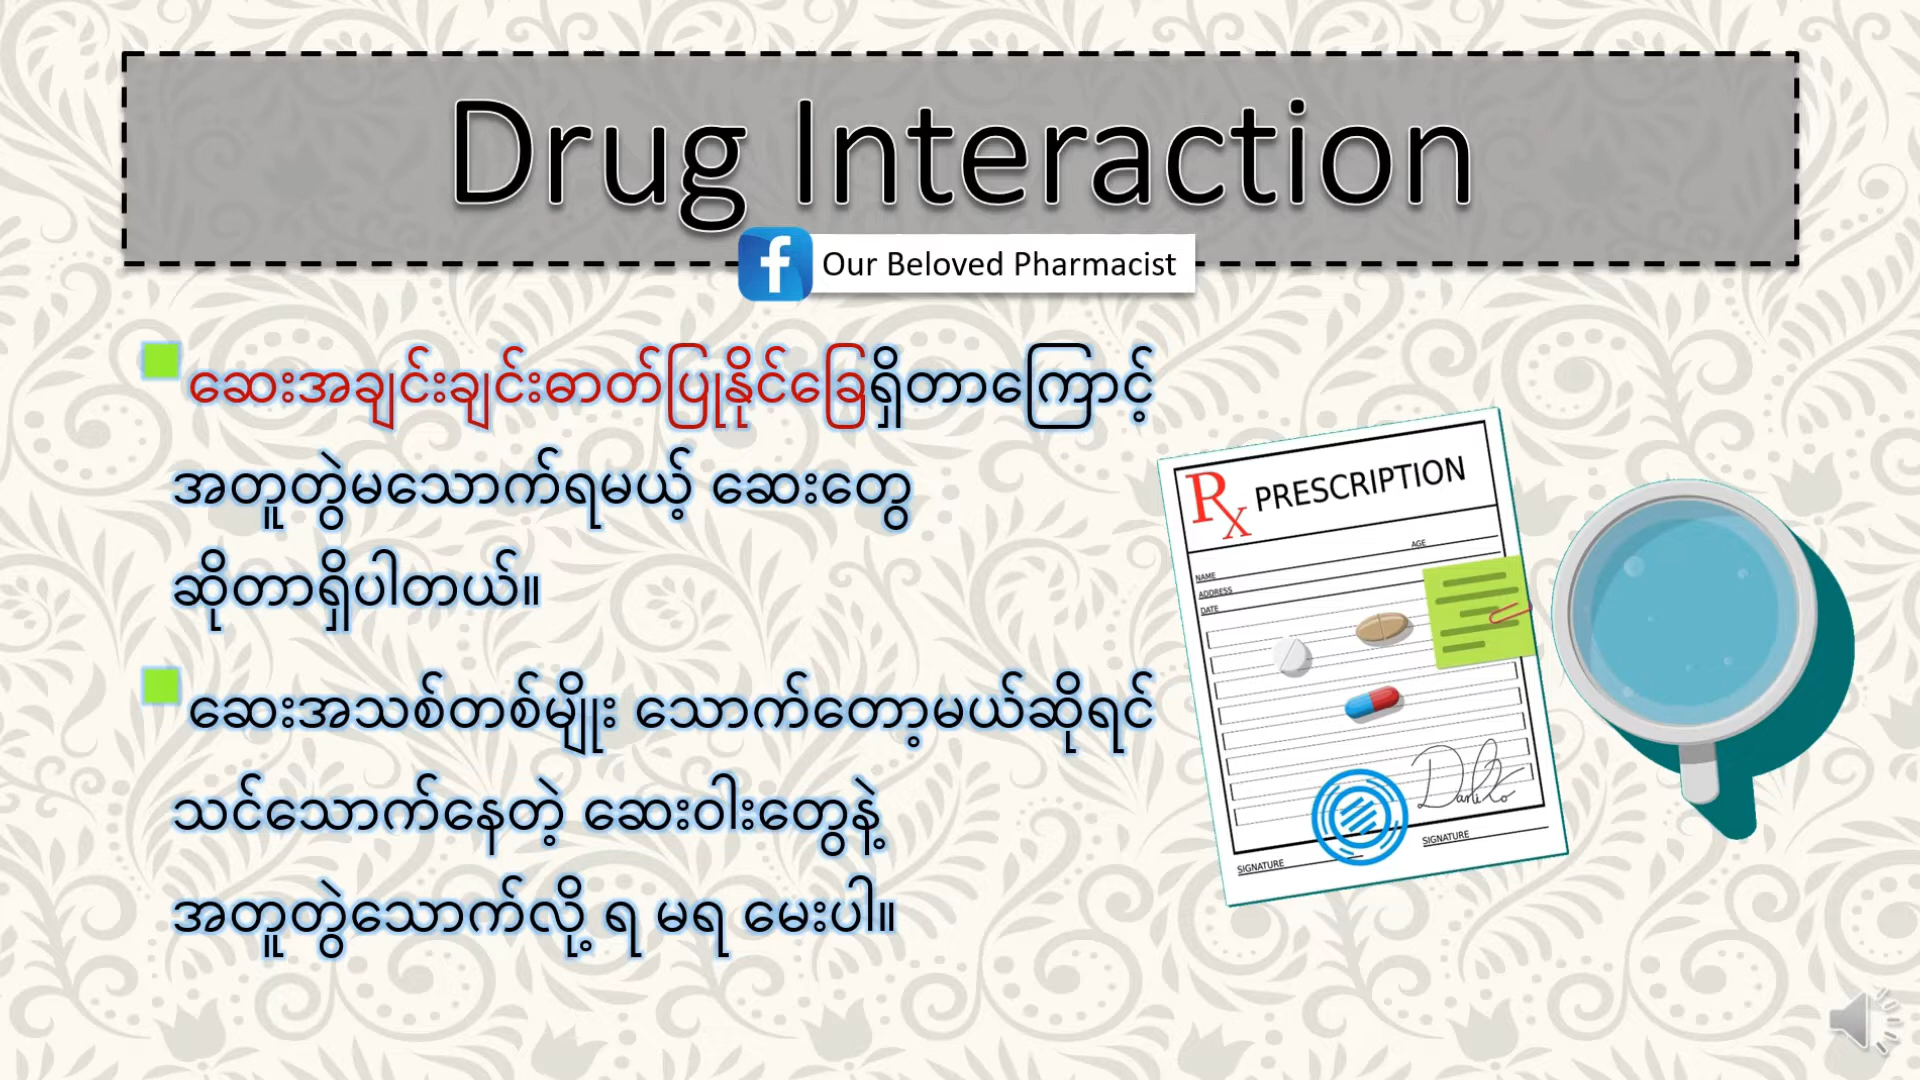 Drug Interaction
Our Beloved Pharmacist
ဆေးအချင်းချင်းဓာတ်ပြုနိုင်ခြေရှိတာကြောင့်
အတူတွဲမသောက်ရမယ့် ဆေးတွေ
ဆိုတာရှိပါတယ်။
ဆေးအသစ်တစ်မျိုး သောက်တော့မယ်ဆိုရင်
သင်သောက်နေတဲ့ ဆေးဝါးတွေနဲ့
အတူတွဲသောက်လို့ ရ မရ မေးပါ။
Rx PRESCRIPTION
AGE
NAME
ADDRESS
DATE
SIGNATURE
SIGNATURE